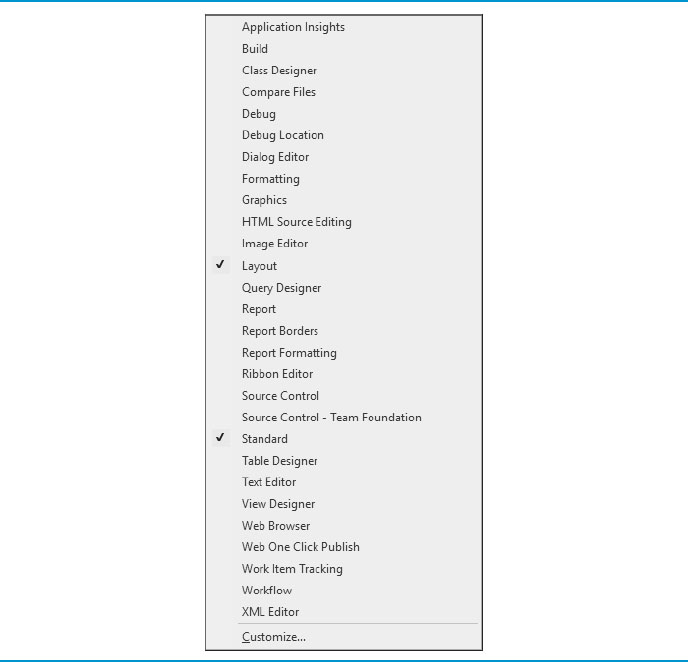 Application Insights
Build
Class Designer
Compare Files
Debug
Debug Location
Dialog Editor
Formatting
Graphics
HTML Source Editing
Image Editor
Layout
Query Designer
Report
Report Borders
Report Formatting
Ribbon Editor
Source Control
Source Control - Team Foundation
Standard
Table Designer
Text Editor
View Designer
Web Browser
Web One Click Publish
Work Item Tracking
Workflow
XML Editor
Customize...